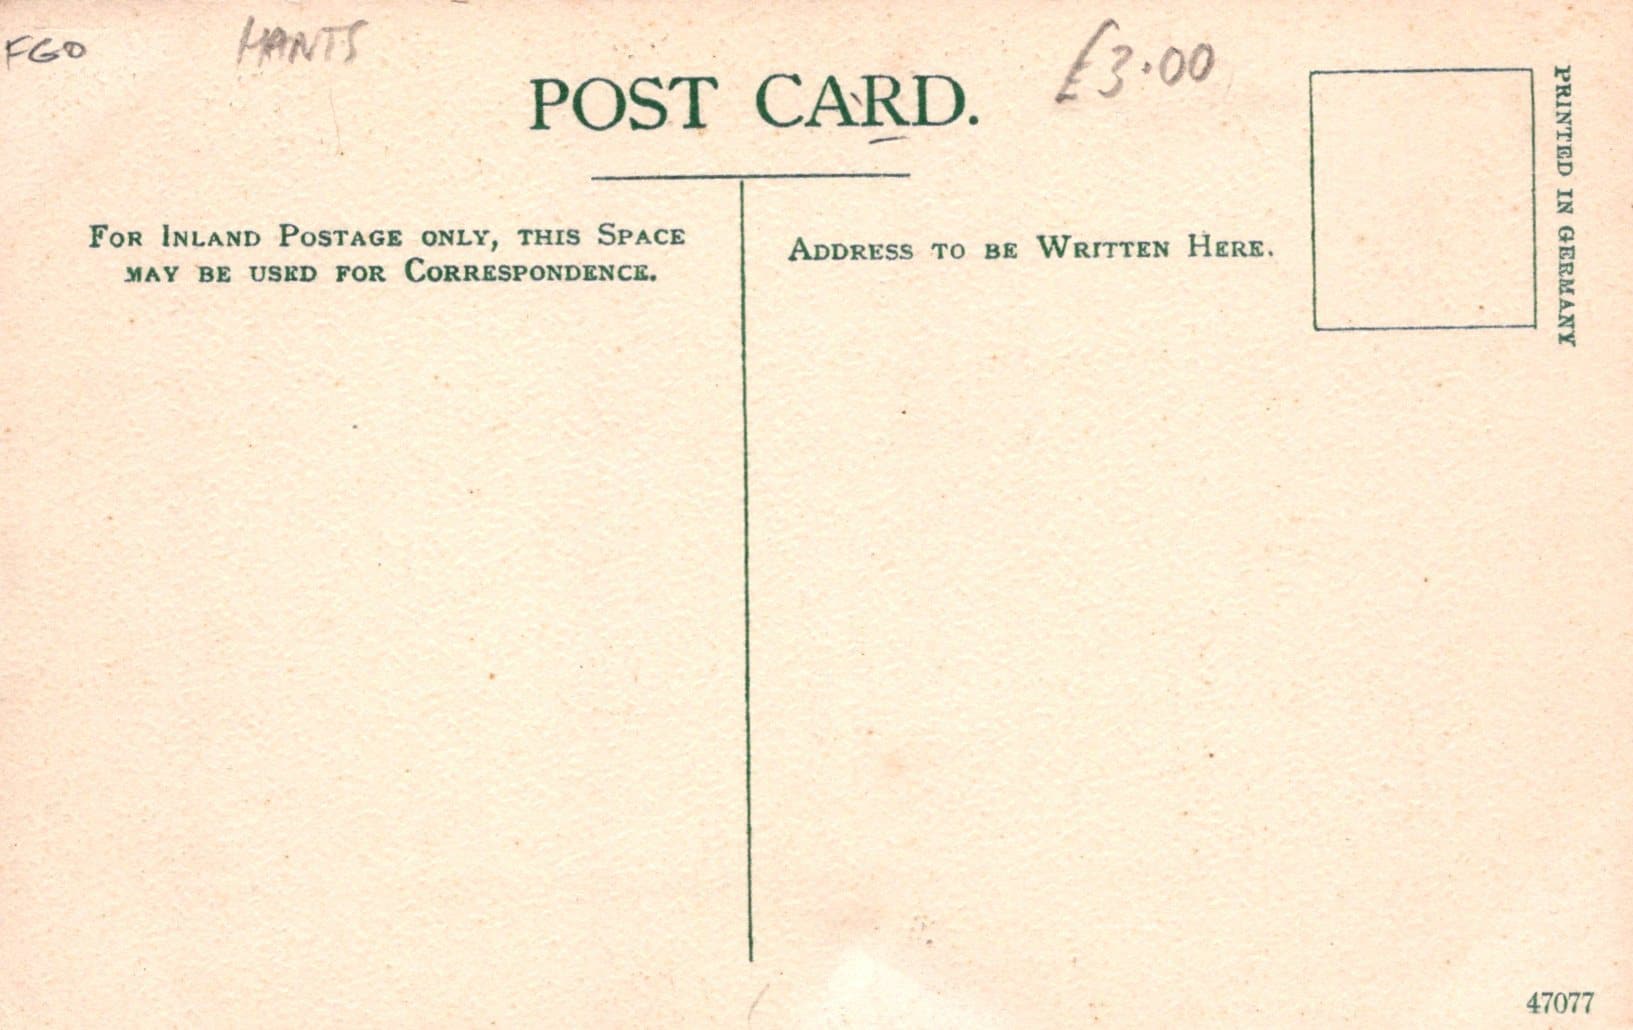 FGO
HANTS
£3.00
POST CARD.
PRINTED IN GERMANY
FOR INLAND POSTAGE ONLY, THIS SPACE
MAY BE USED FOR CORRESPONDENCE.
ADDRESS TO BE WRITTEN HERE.
47077